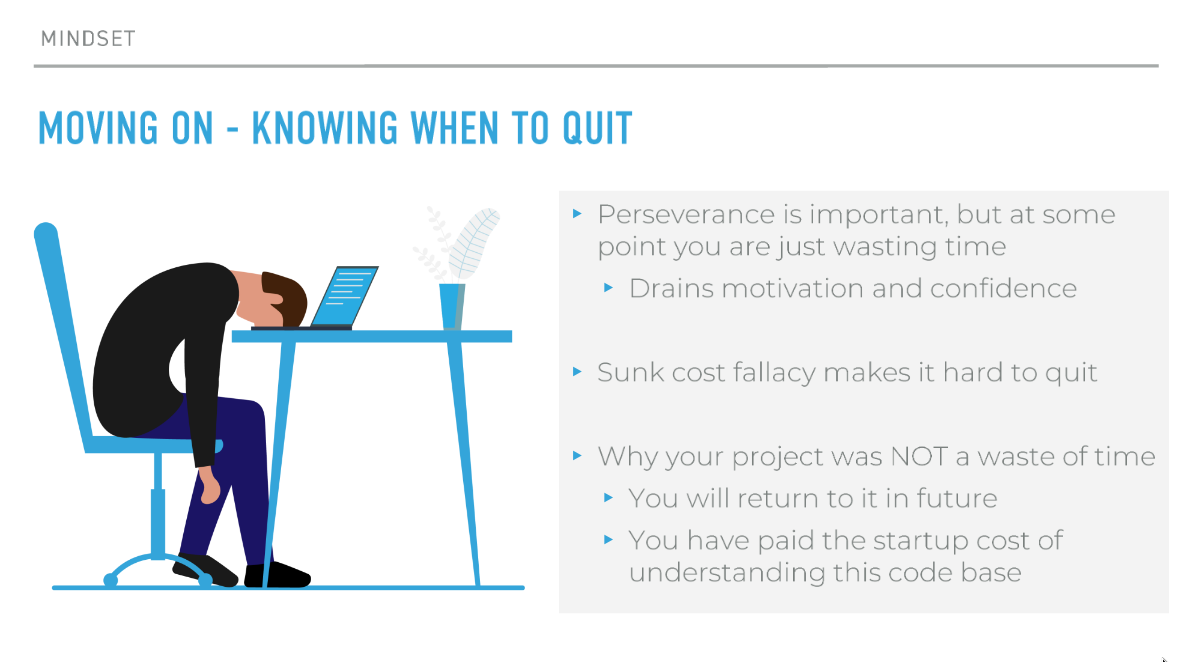 MINDSET
MOVING ON - KNOWING WHEN TO QUIT
Perseverance is important, but at some
point you are just wasting time
Drains motivation and confidence
Sunk cost fallacy makes it hard to quit
Why your project was NOT a waste of time
You will return to it in future
You have paid the startup cost of
understanding this code base